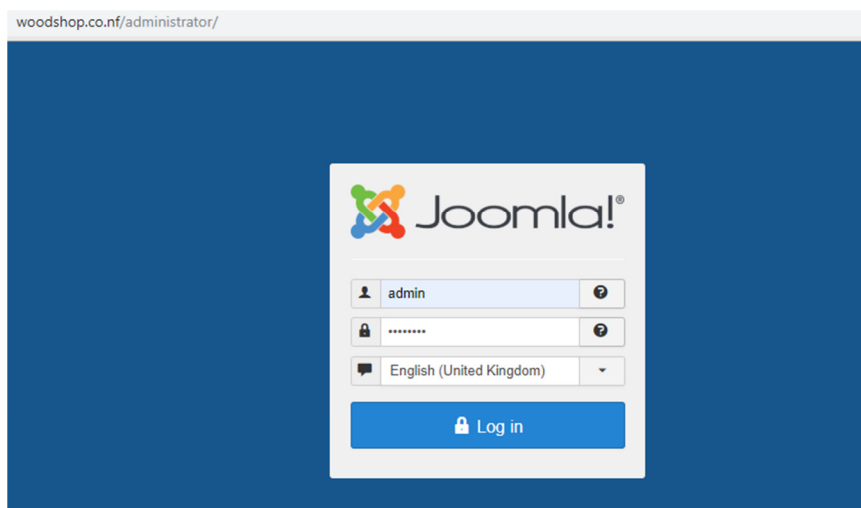 woodshop.co.nf/administrator/
Joomla!®
admin
••••••••
English (United Kingdom)
Log in